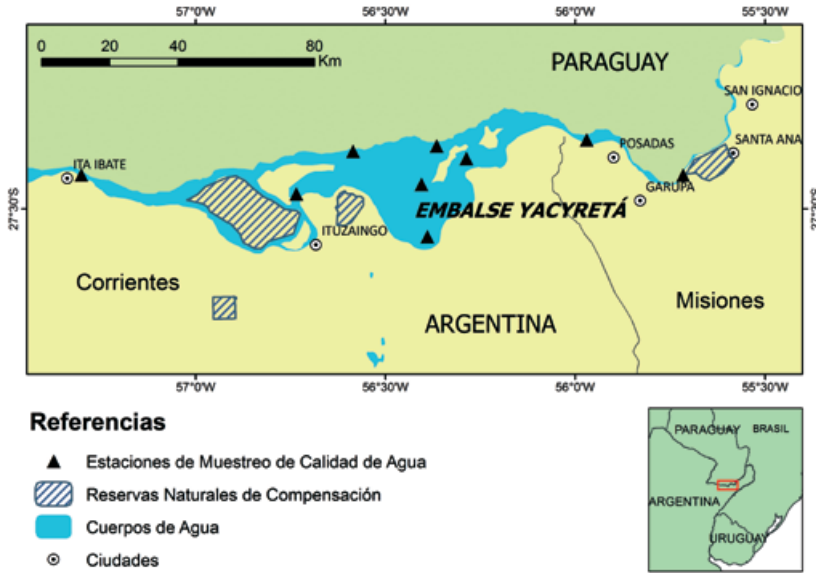 57°0'W 56°30'W 56°0'W 55°30'W
0 20 40 80
Km
PARAGUAY
SAN IGNACIO
POSADAS
SANTA ANA
ITA IBATE
GARUPA
27°30'S
27°30'S
EMBALSE YACYRETÁ
ITUZAINGO
Corrientes
Misiones
ARGENTINA
57°0'W 56°30'W 56°0'W 55°30'W
Referencias
Estaciones de Muestreo de Calidad de Agua
Reservas Naturales de Compensación
Cuerpos de Agua
Ciudades
PARAGUAY BRASIL
ARGENTINA
URUGUAY